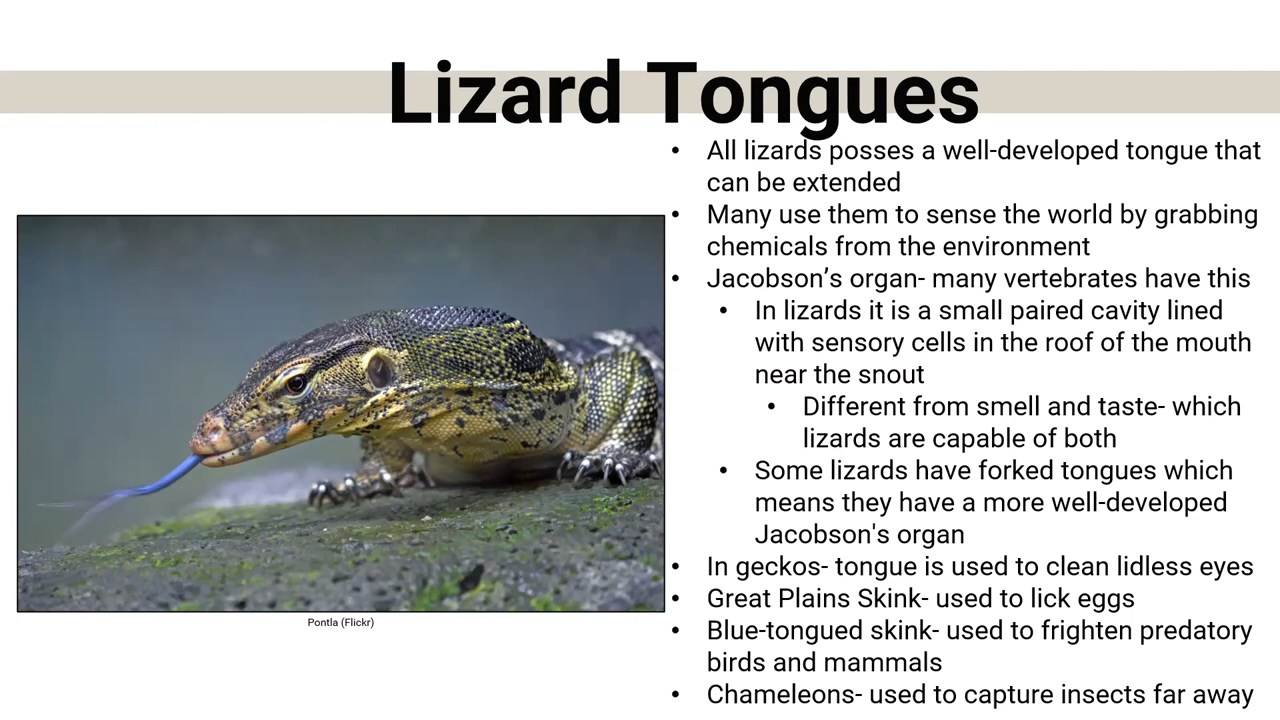 Lizard Tongues
• All lizards posses a well-developed tongue that
can be extended
• Many use them to sense the world by grabbing
chemicals from the environment
• Jacobson’s organ- many vertebrates have this
• In lizards it is a small paired cavity lined
with sensory cells in the roof of the mouth
near the snout
• Different from smell and taste- which
lizards are capable of both
• Some lizards have forked tongues which
means they have a more well-developed
Jacobson's organ
• In geckos- tongue is used to clean lidless eyes
• Great Plains Skink- used to lick eggs
• Blue-tongued skink- used to frighten predatory
birds and mammals
• Chameleons- used to capture insects far away
Pontla (Flickr)